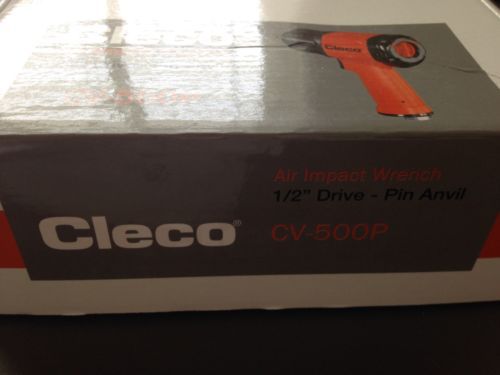 Cleco
Air Impact Wrench
1/2" Drive - Pin Anvil
Cleco®
CV-500P